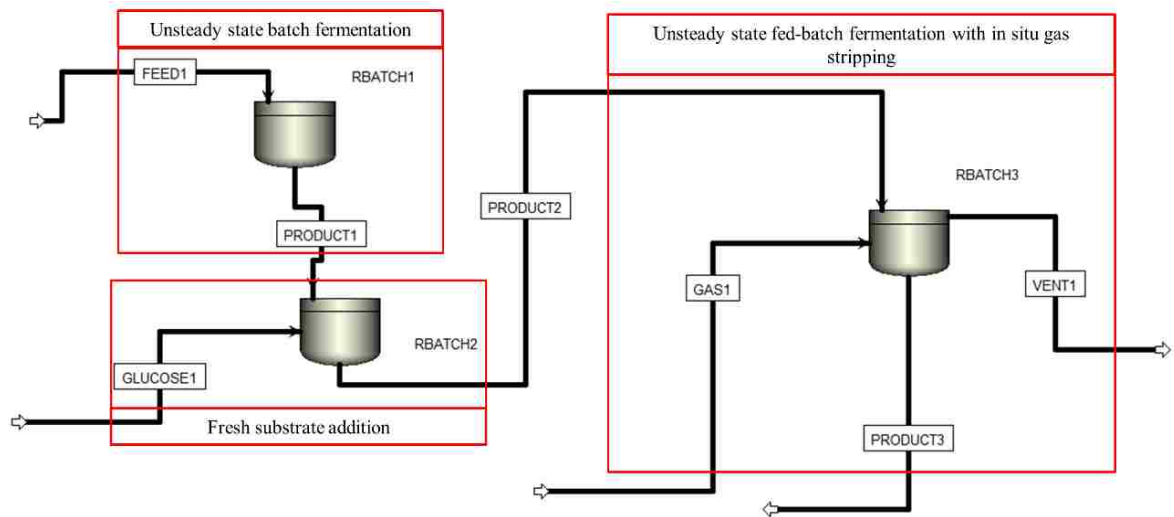 Unsteady state batch fermentation
Unsteady state fed-batch fermentation with in situ gas
stripping
FEED1
RBATCH1
PRODUCT1
PRODUCT2
RBATCH3
GAS1
VENT1
RBATCH2
GLUCOSE1
Fresh substrate addition
PRODUCT3